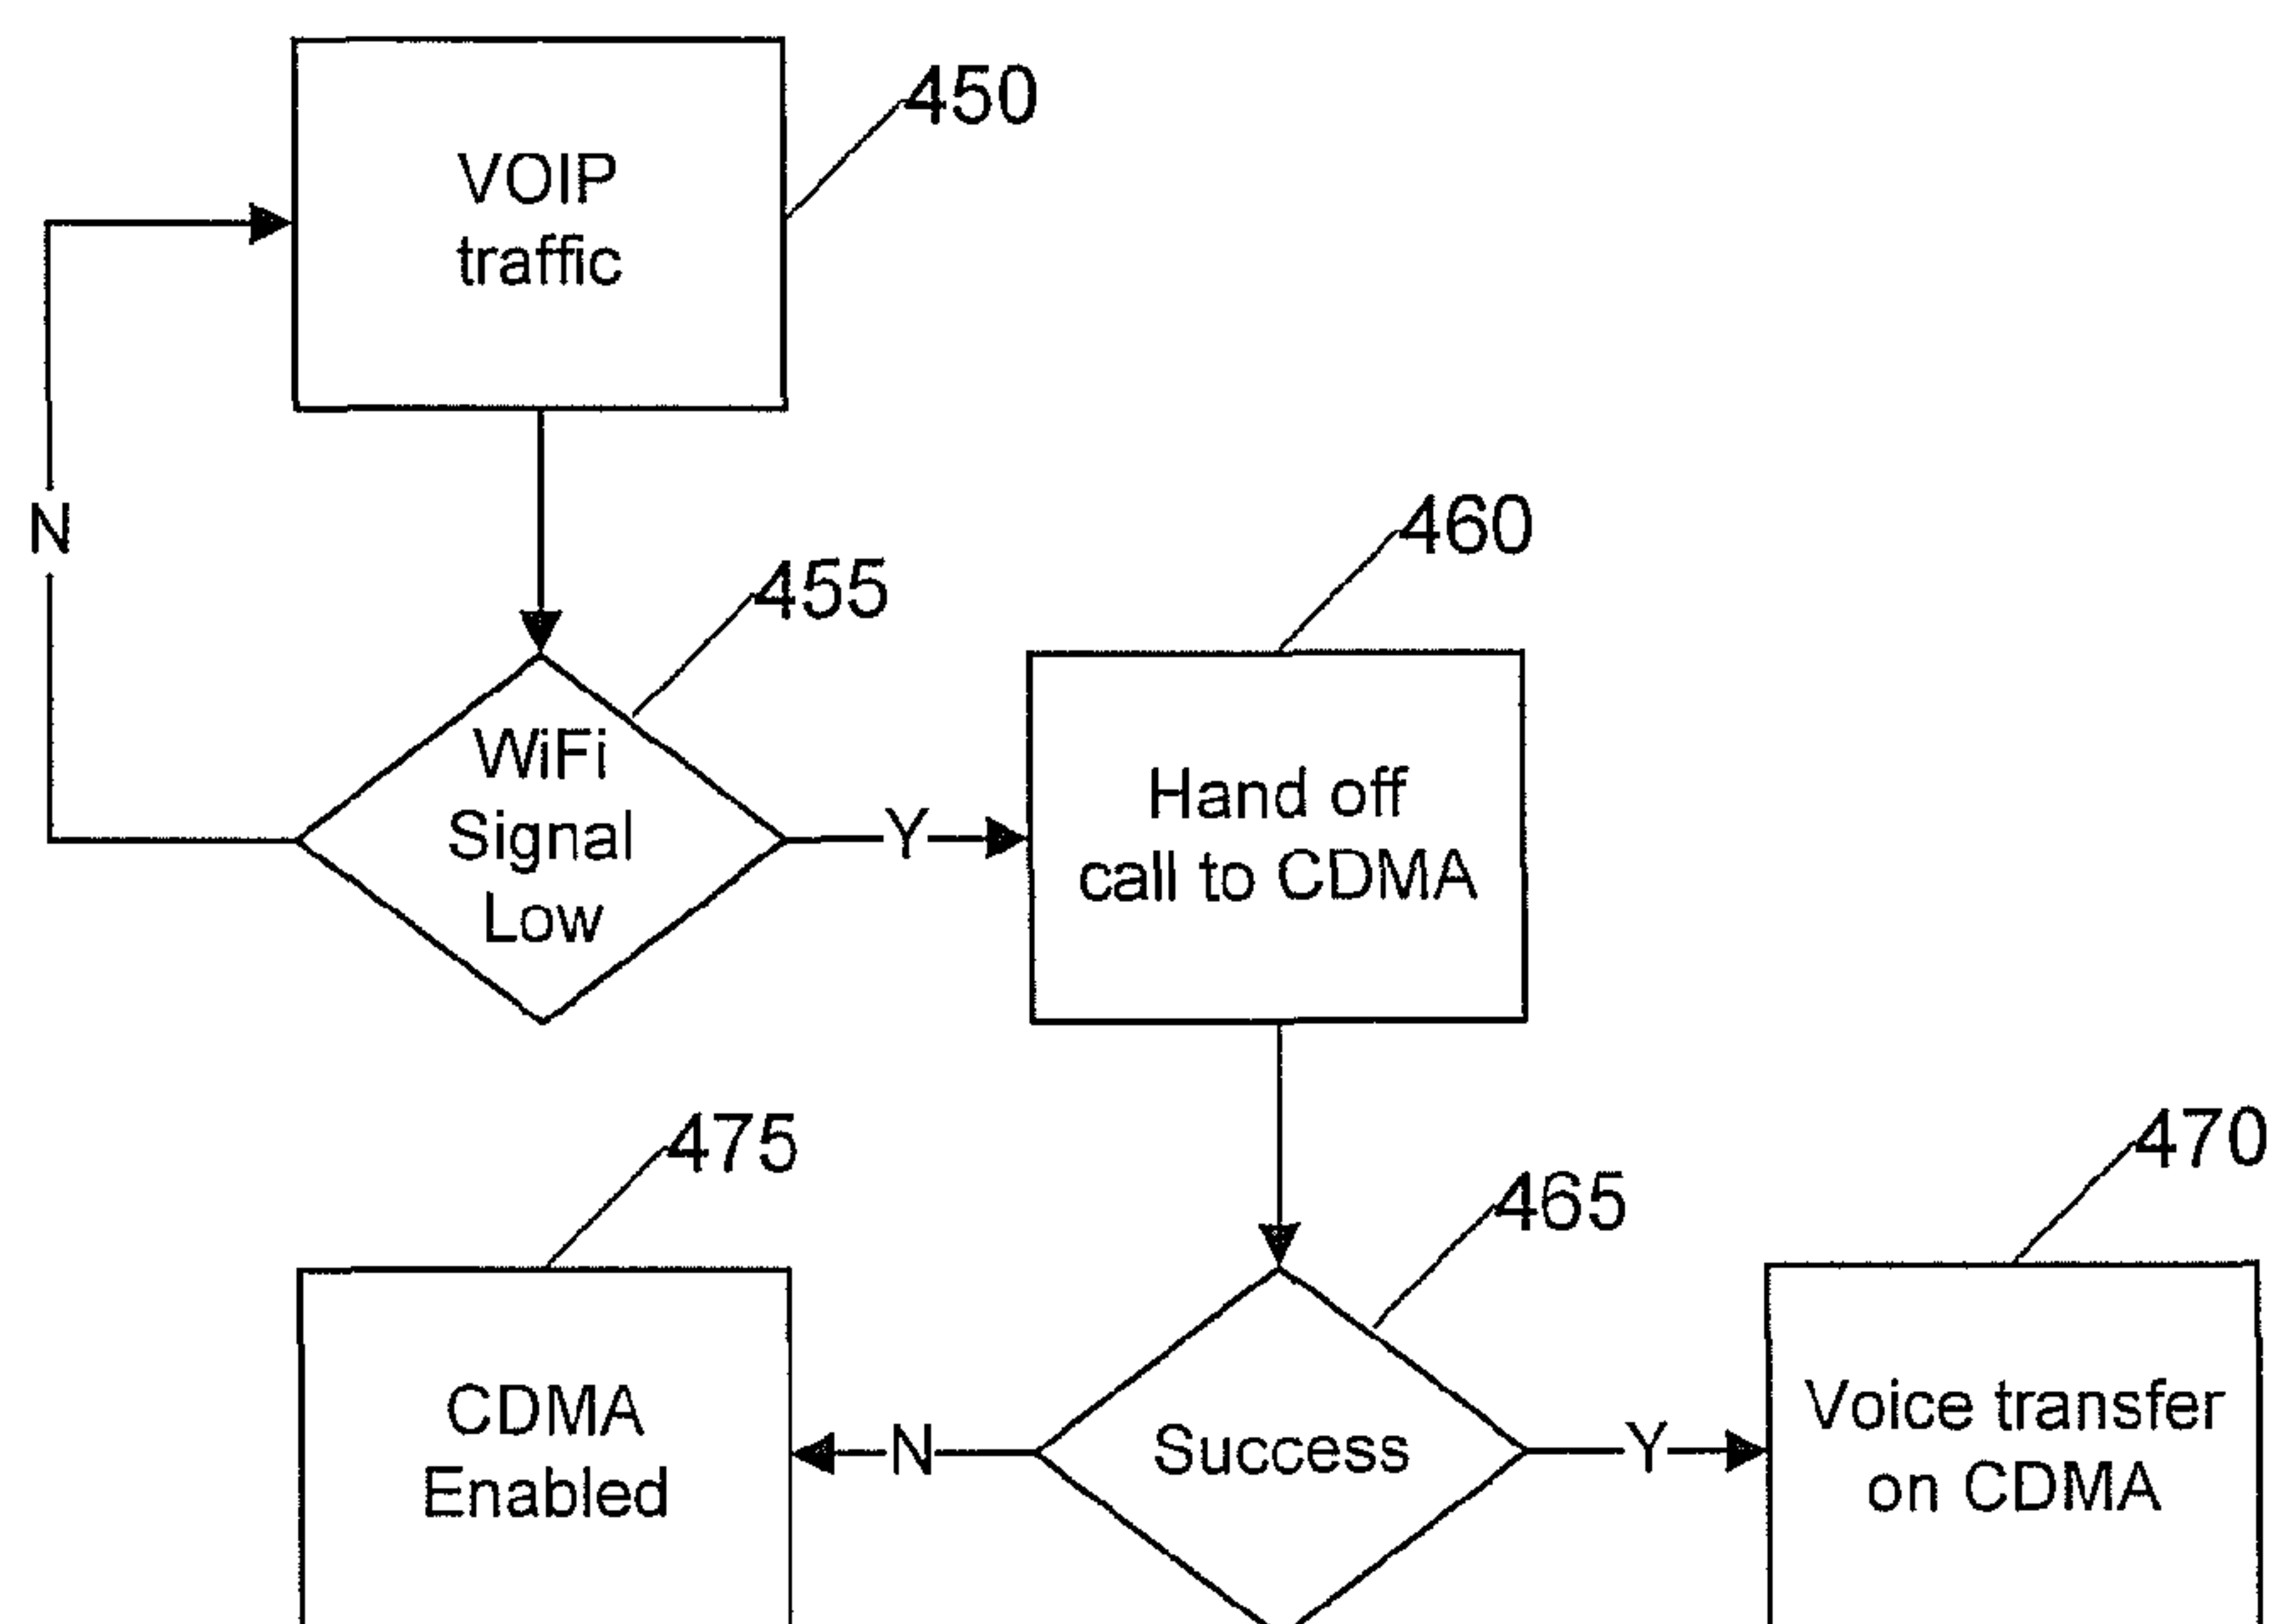 450
VOIP
traffic
N
455
WiFi
Signal
Low
Y
460
Hand off
call to CDMA
475
CDMA
Enabled
N
465
Success
Y
470
Voice transfer
on CDMA